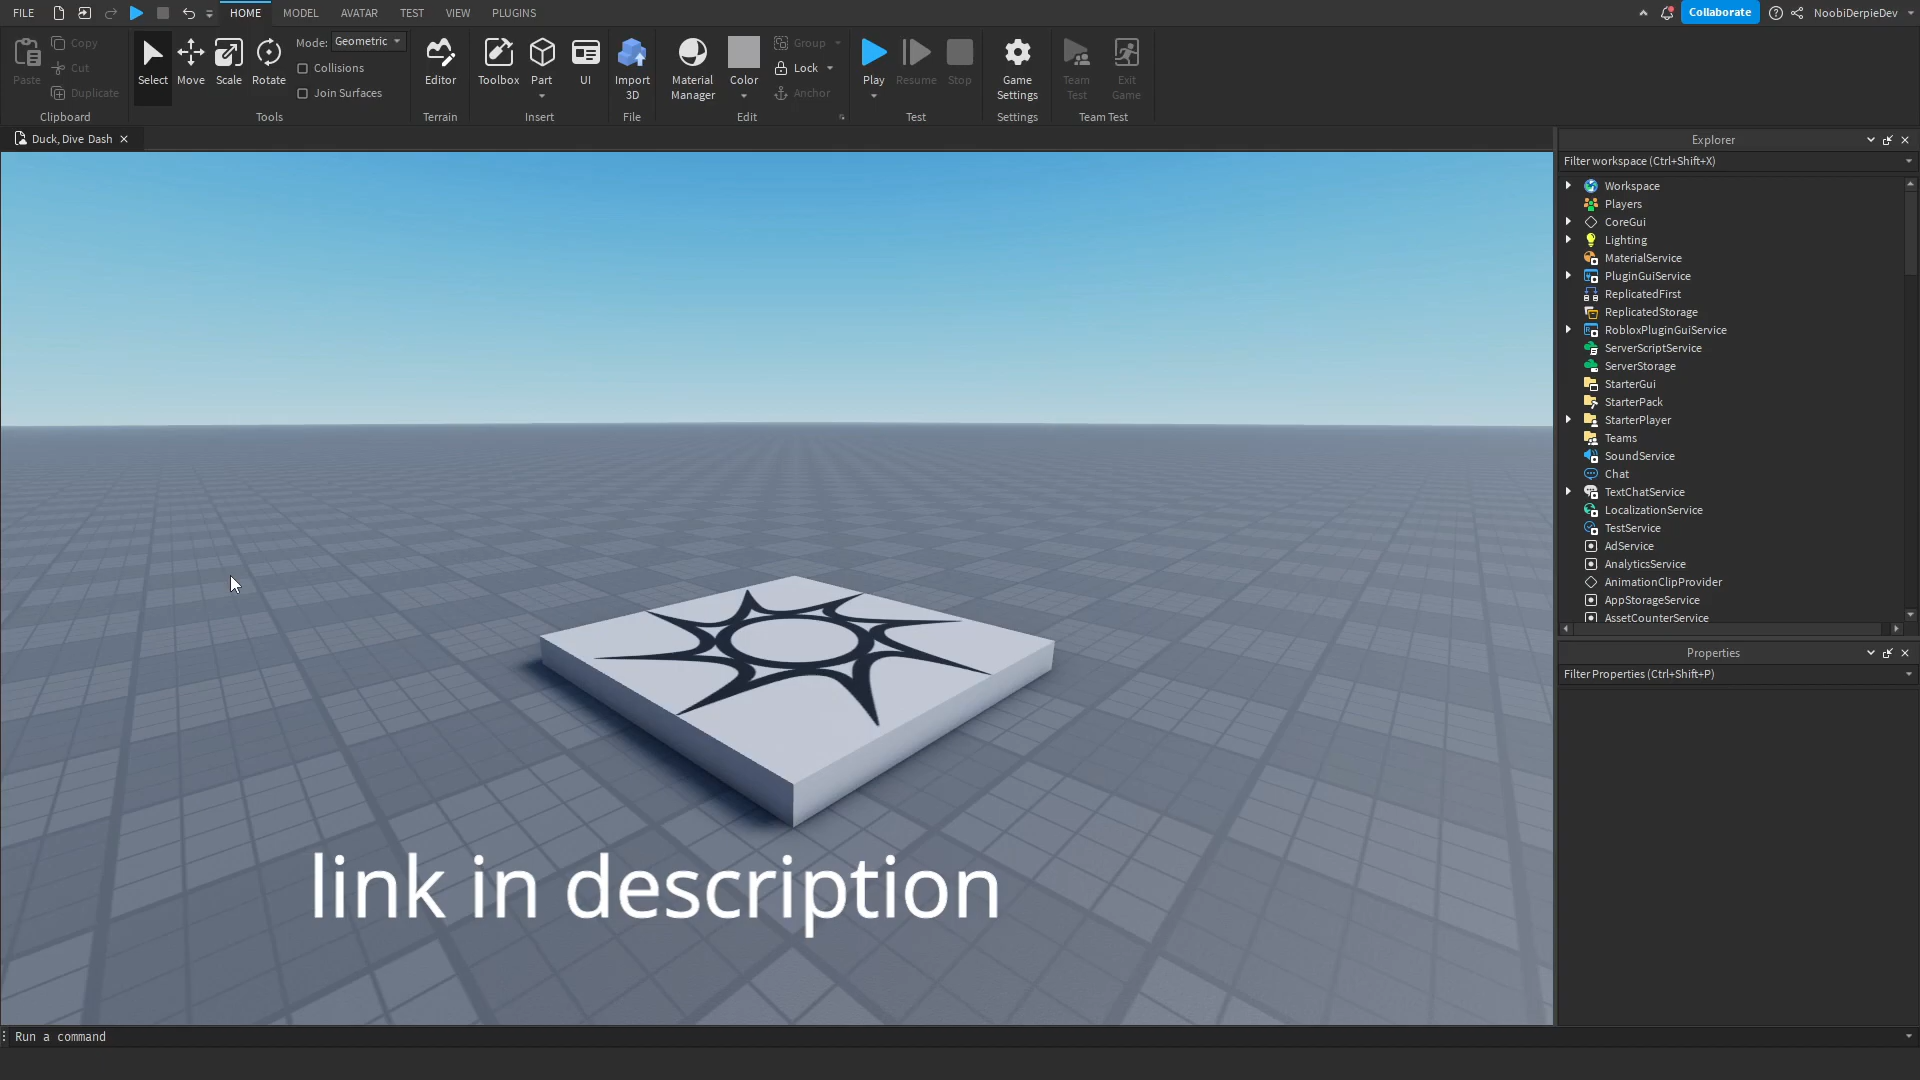 FILE HOME MODEL AVATAR TEST VIEW PLUGINS Collaborate NoobiDerpieDev
Paste Copy Cut Duplicate
Clipboard
Select Move Scale Rotate
Mode: Geometric
Collisions
Join Surfaces
Tools
Editor
Terrain
Toolbox Part UI
Insert
Import
3D
File
Material
Manager
Color
Group
Lock
Anchor
Edit
Play Resume Stop
Test
Game
Settings
Settings
Team
Test
Exit
Game
Team Test
Duck, Dive Dash
link in description
Explorer
Filter workspace (Ctrl+Shift+X)
Workspace
Players
CoreGui
Lighting
MaterialService
PluginGuiService
ReplicatedFirst
ReplicatedStorage
RobloxPluginGuiService
ServerScriptService
ServerStorage
StarterGui
StarterPack
StarterPlayer
Teams
SoundService
Chat
TextChatService
LocalizationService
TestService
AdService
AnalyticsService
AnimationClipProvider
AppStorageService
AssetCounterService
Properties
Filter Properties (Ctrl+Shift+P)
Run a command